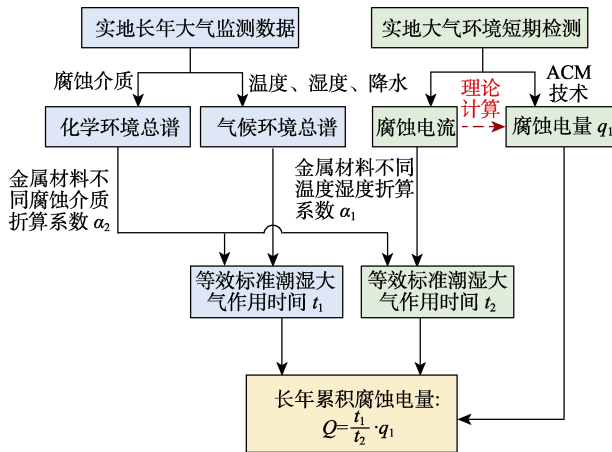 实地长年大气监测数据
实地大气环境短期检测
腐蚀介质
温度、湿度、降水
理论
计算
ACM
技术
化学环境总谱
气候环境总谱
腐蚀电流
腐蚀电量 q₁
金属材料不
同腐蚀介质
折算系数 α₂
金属材料不同
温度湿度折算
系数 α₁
等效标准潮湿大
气作用时间 t₁
等效标准潮湿大
气作用时间 t₂
长年累积腐蚀电量:
Q=t₁/t₂·q₁